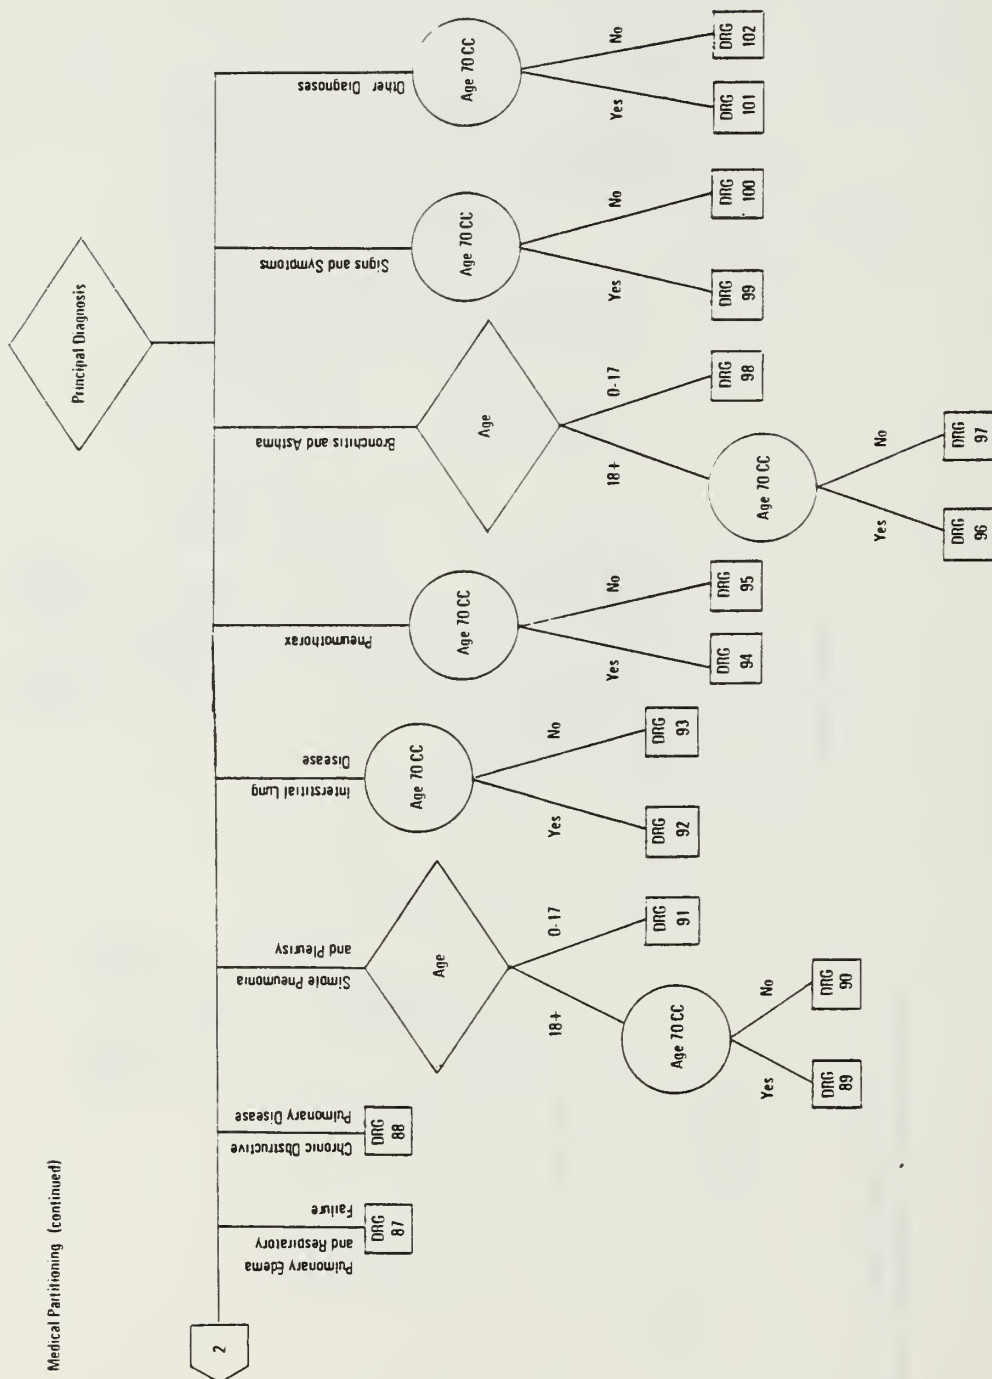 Medical Partitioning (continued)
Principal Diagnosis
2
Pulmonary Edema
and Respiratory
Failure
DRG
87
Chronic Obstructive
Pulmonary Disease
DRG
88
Simple Pneumonia
and Pleurisy
Age
18+
0-17
Age 70 CC
DRG
91
Yes
No
DRG
89
DRG
90
Interstitial Lung
Disease
Age 70 CC
Yes
No
DRG
92
DRG
93
Pneumothorax
Age 70 CC
Yes
No
DRG
94
DRG
95
Bronchitis and Asthma
Age
18+
0-17
Age 70 CC
DRG
98
Yes
No
DRG
96
DRG
97
Signs and Symptoms
Age 70 CC
Yes
No
DRG
99
DRG
100
Other Diagnoses
Age 70 CC
Yes
No
DRG
101
DRG
102